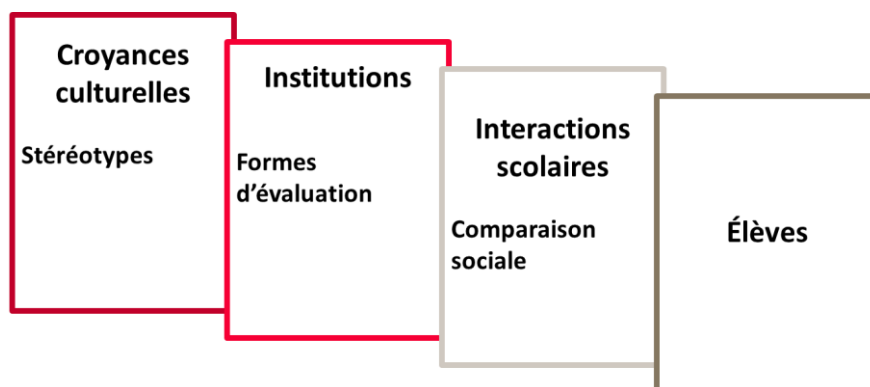 Croyances
culturelles
Stéréotypes
Institutions
Formes
d’évaluation
Interactions
scolaires
Comparaison
sociale
Élèves